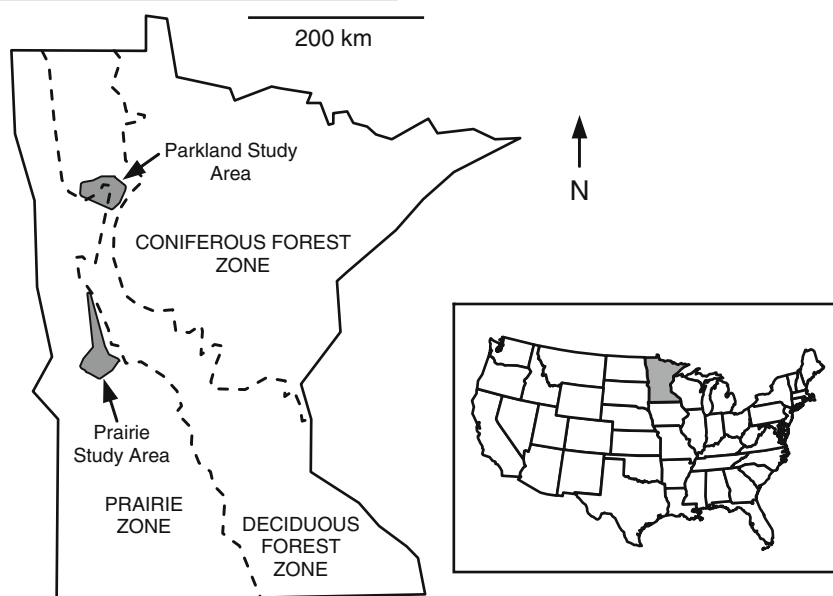 200 km
Parkland Study
Area
N
CONIFEROUS FOREST
ZONE
Prairie
Study Area
PRAIRIE
ZONE
DECIDUOUS
FOREST
ZONE